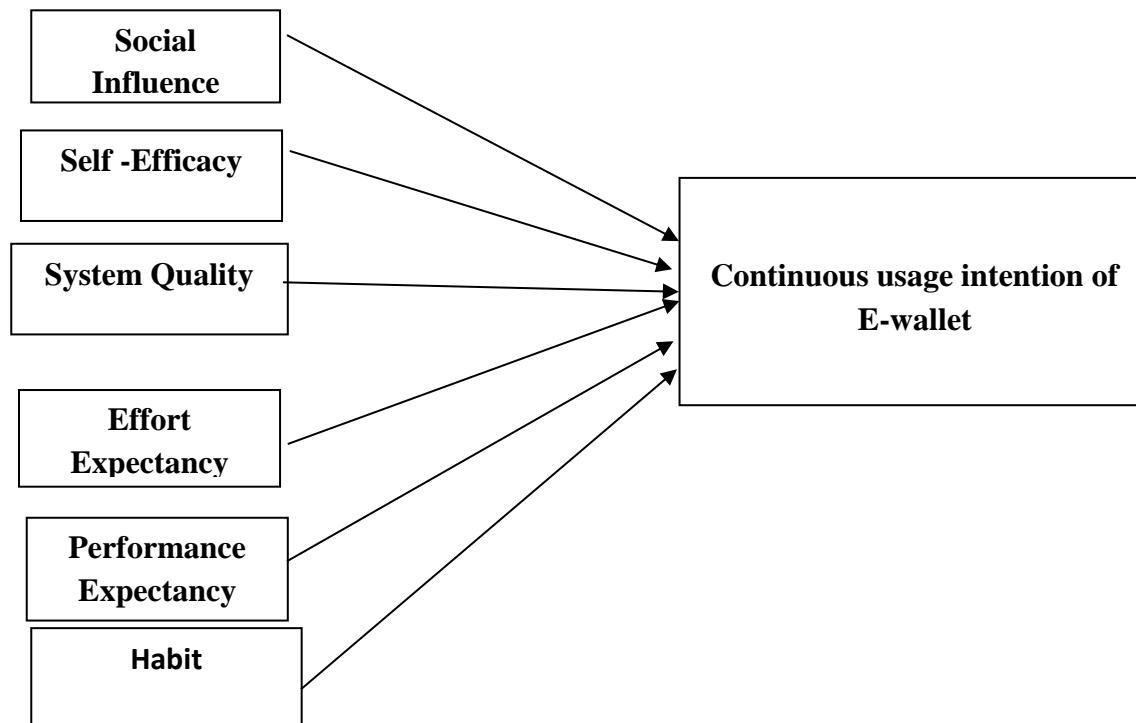 Social
Influence
Self -Efficacy
System Quality
Effort
Expectancy
Performance
Expectancy
Habit
Continuous usage intention of
E-wallet